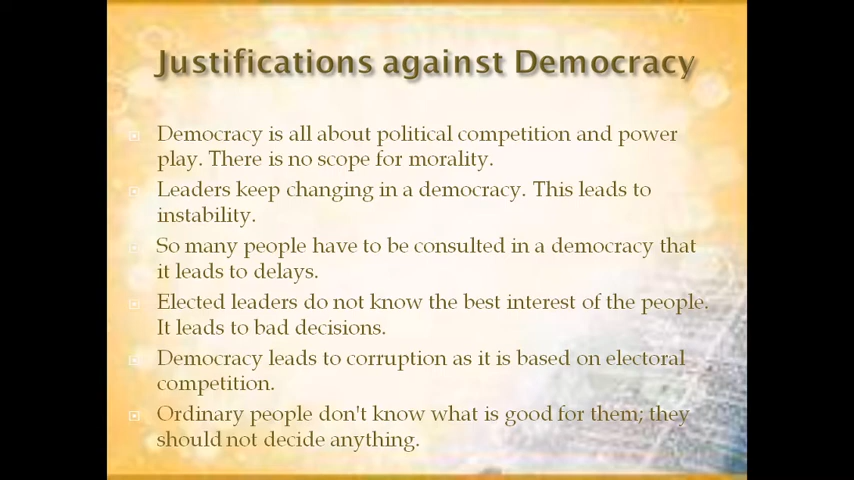 Justifications against Democracy
Democracy is all about political competition and power
play. There is no scope for morality.
Leaders keep changing in a democracy. This leads to
instability.
So many people have to be consulted in a democracy that
it leads to delays.
Elected leaders do not know the best interest of the people.
It leads to bad decisions.
Democracy leads to corruption as it is based on electoral
competition.
Ordinary people don't know what is good for them; they
should not decide anything.